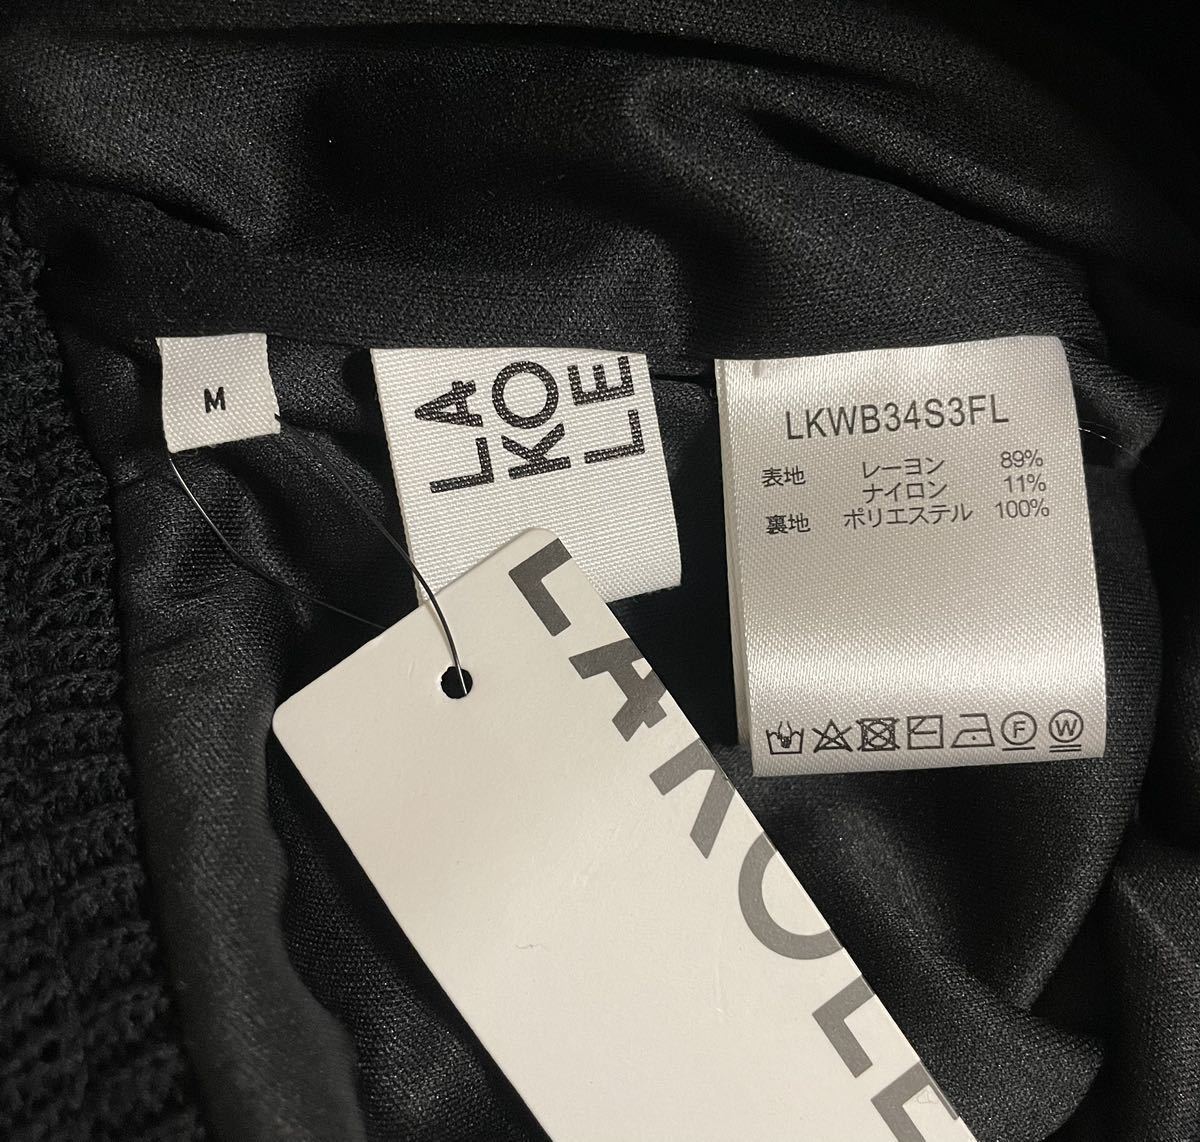 M
LA
KO
LE
LKWB34S3FL
表地 レーヨン 89%
ナイロン 11%
裏地 ポリエステル 100%
F W
LAKOLE